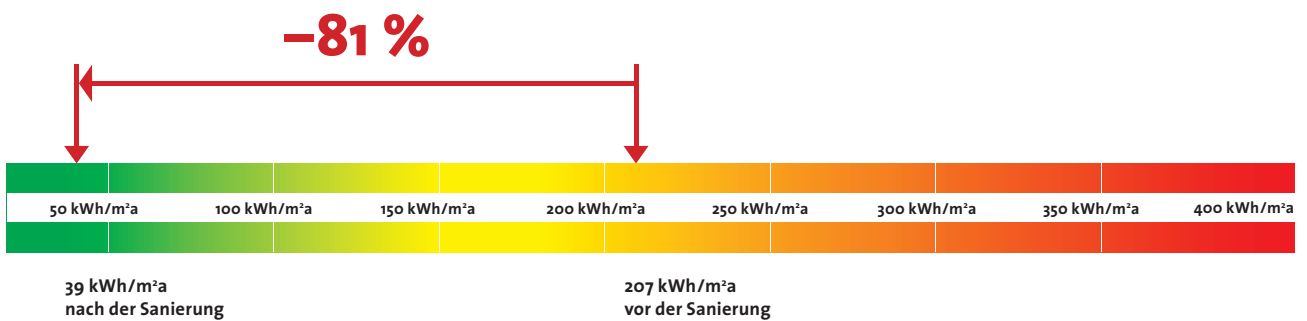 –81 %
50 kWh/m²a 100 kWh/m²a 150 kWh/m²a 200 kWh/m²a 250 kWh/m²a 300 kWh/m²a 350 kWh/m²a 400 kWh/m²a
39 kWh/m²a
nach der Sanierung
207 kWh/m²a
vor der Sanierung